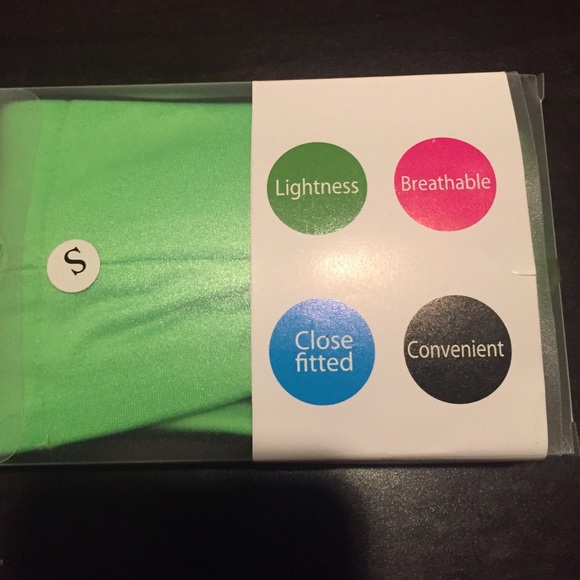 S
Lightness
Breathable
Close
fitted
Convenient